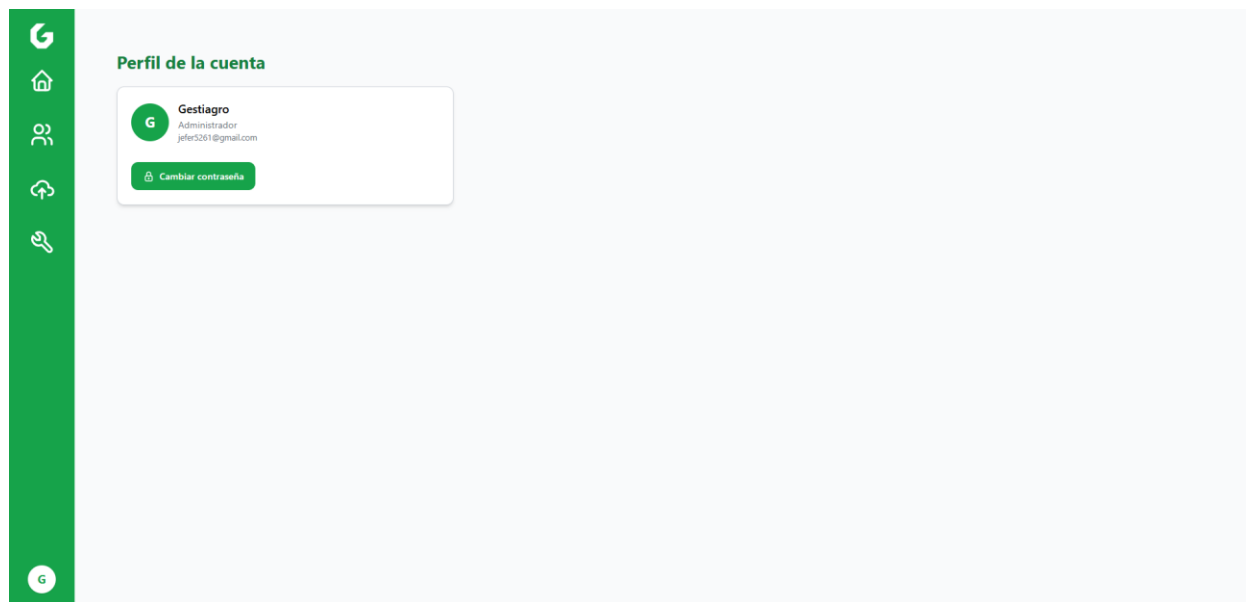 G
Perfil de la cuenta
G
Gestiagro
Administrador
jefer5261@gmail.com
Cambiar contraseña
G